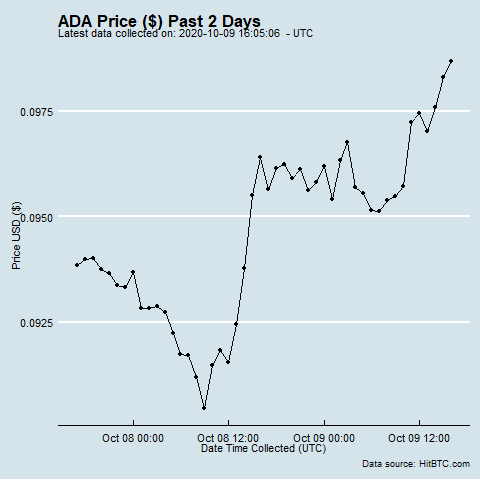 ADA Price ($) Past 2 Days
Latest data collected on: 2020-10-09 16:05:06 - UTC
Price USD ($)
0.0975
0.0950
0.0925
Oct 08 00:00 Oct 08 12:00 Oct 09 00:00 Oct 09 12:00
Date Time Collected (UTC)
Data source: HitBTC.com